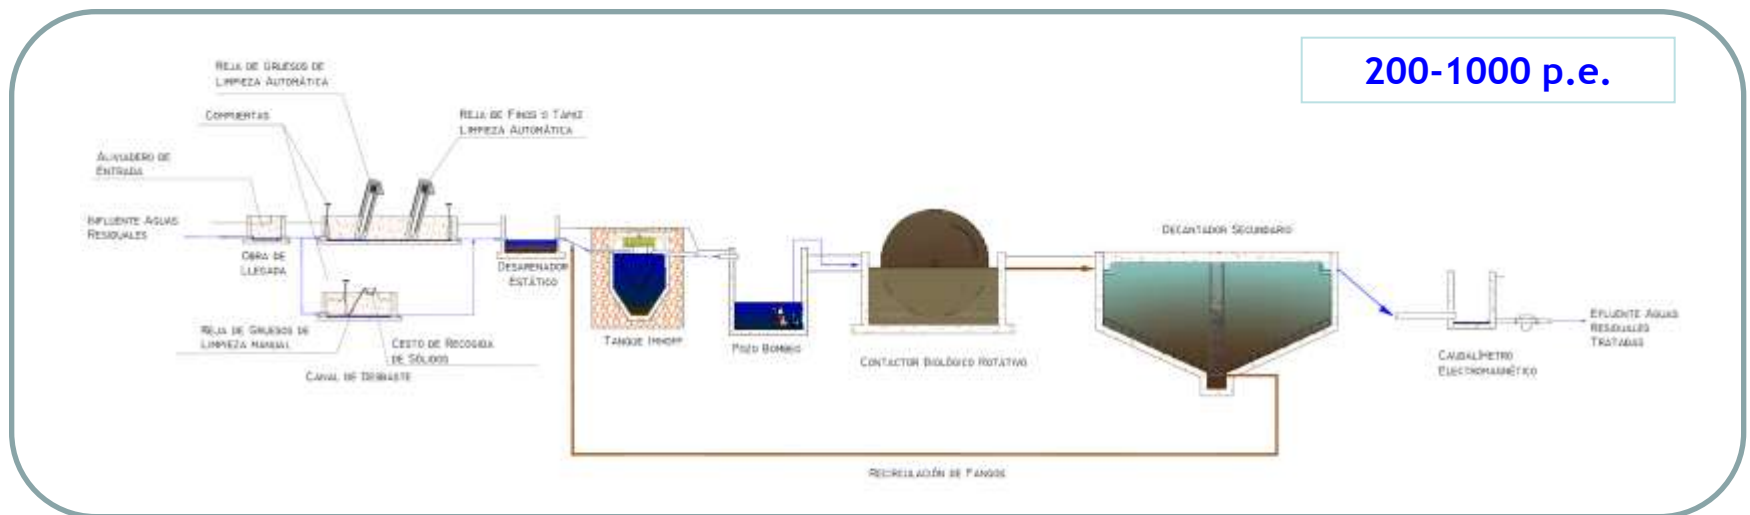 200-1000 p.e.
REJA DE GRUESOS DE
LIMPIEZA AUTOMÁTICA
COMPUERTAS
REJA DE FINOS O TAMIZ
LIMPIEZA AUTOMÁTICA
ALIVIADERO DE
ENTRADA
INFLUENTE AGUAS
RESIDUALES
OBRA DE
LLEGADA
DESARENADOR
ESTÁTICO
REJA DE GRUESOS DE
LIMPIEZA MANUAL
CESTO DE RECOGIDA
DE SÓLIDOS
CANAL DE DESBASTE
TANQUE IMHOFF
POZO BOMBEO
CONTACTOR BIOLÓGICO ROTATIVO
DECANTADOR SECUNDARIO
CAUDALÍMETRO
ELECTROMAGNÉTICO
EFLUENTE AGUAS
RESIDUALES
TRATADAS
RECIRCULACIÓN DE FANGOS